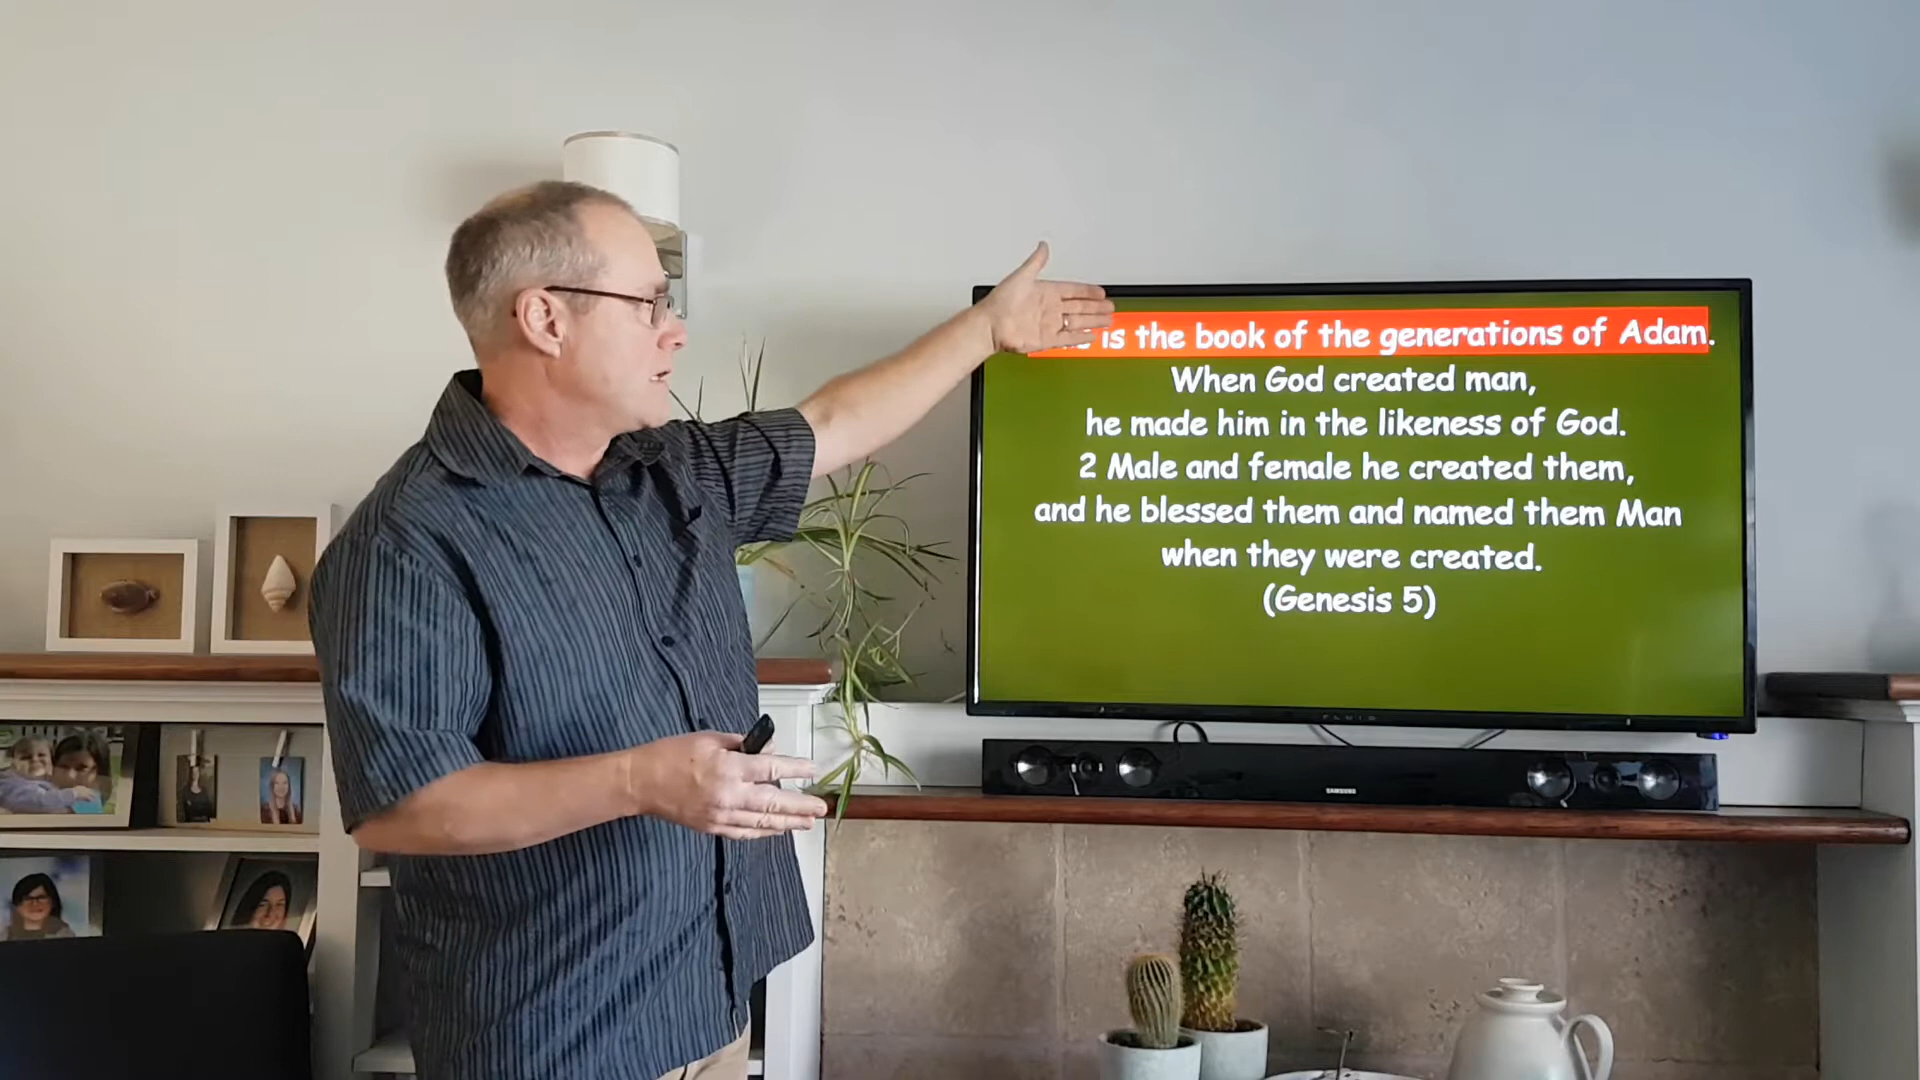 is the book of the generations of Adam.
When God created man,
he made him in the likeness of God.
2 Male and female he created them,
and he blessed them and named them Man
when they were created.
(Genesis 5)
FLUID
SAMSUNG